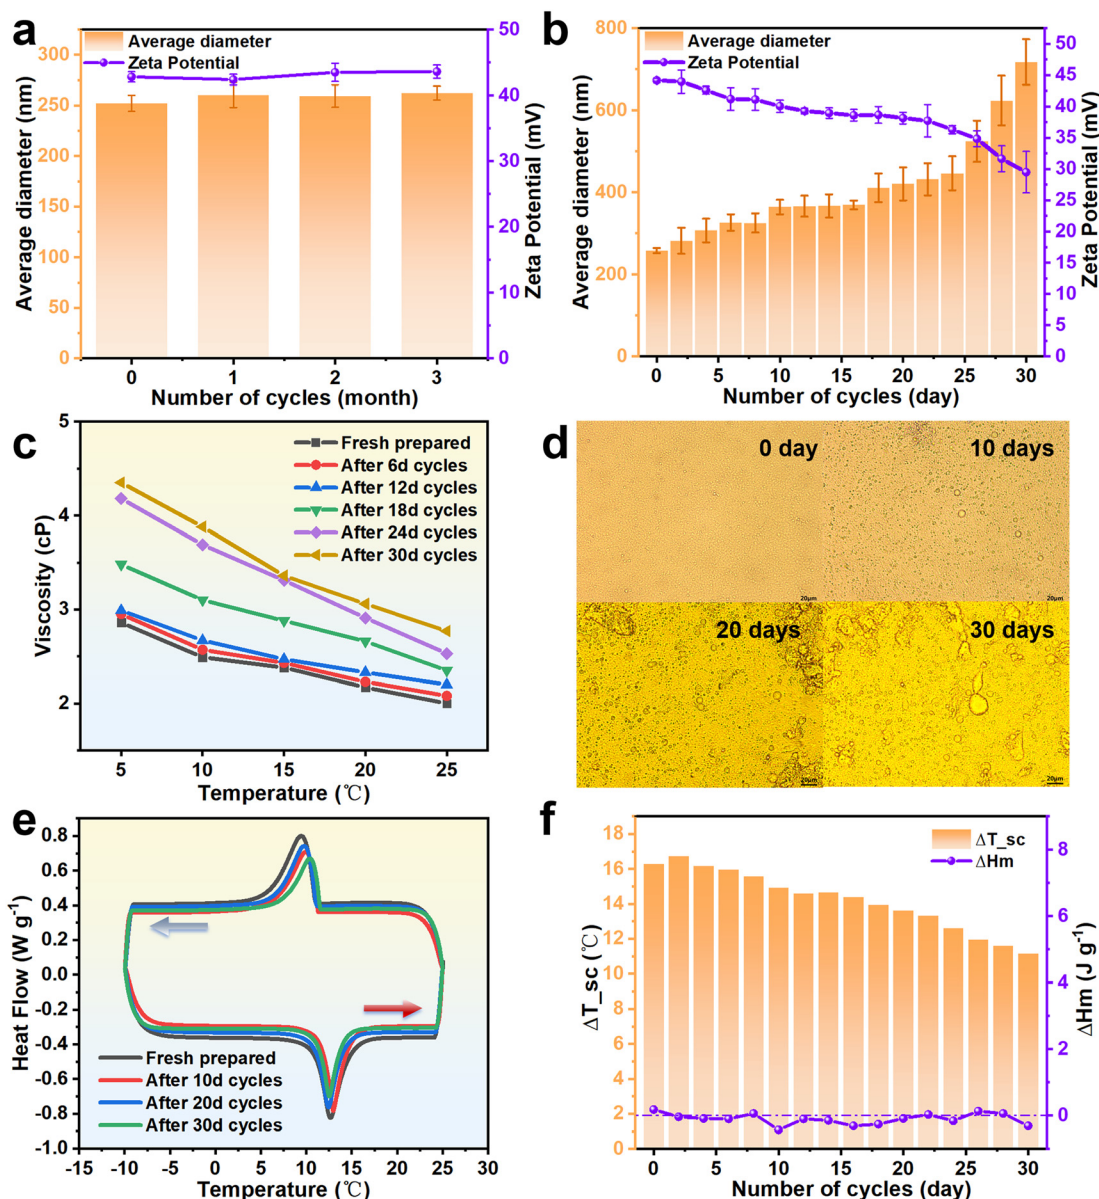 a
Average diameter
Zeta Potential
Average diameter (nm)
0
50
100
150
200
250
300
Zeta Potential (mV)
0
10
20
30
40
50
0 1 2 3
Number of cycles (month)
b
Average diameter
Zeta Potential
Average diameter (nm)
0
200
400
600
800
Zeta Potential (mV)
0
5
10
15
20
25
30
35
40
45
50
0 5 10 15 20 25 30
Number of cycles (day)
c
Fresh prepared
After 6d cycles
After 12d cycles
After 18d cycles
After 24d cycles
After 30d cycles
Viscosity (cP)
5
4
3
2
5 10 15 20 25
Temperature (℃)
d
0 day
10 days
20μm
20μm
20 days
30 days
20μm
20μm
e
Heat Flow (W g⁻¹)
0.8
0.6
0.4
0.2
0.0
-0.2
-0.4
-0.6
-0.8
-1.0
Fresh prepared
After 10d cycles
After 20d cycles
After 30d cycles
-15 -10 -5 0 5 10 15 20 25 30
Temperature (℃)
f
ΔT_sc
ΔHm
ΔT_sc (℃)
18
16
14
12
10
8
6
4
2
0
ΔHm (J g⁻¹)
8
6
4
2
0
0 5 10 15 20 25 30
Number of cycles (day)